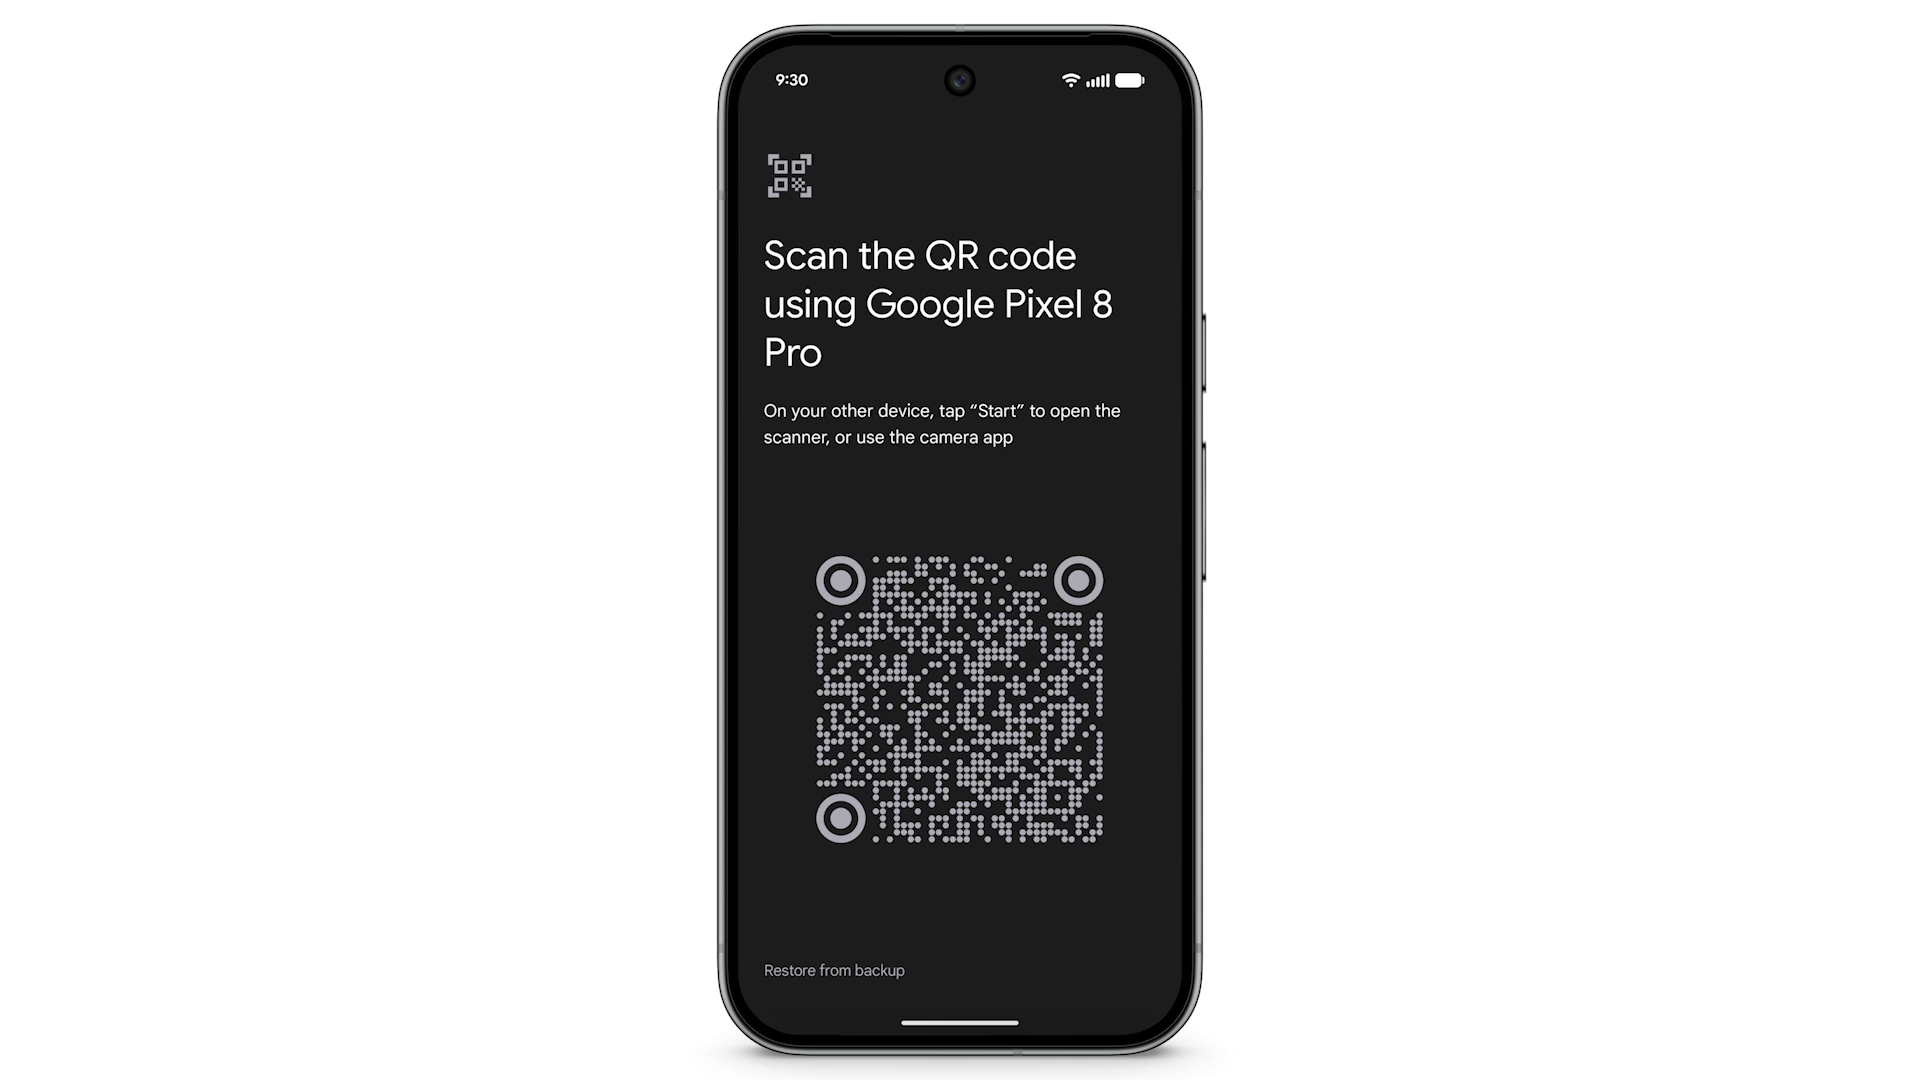 9:30
Scan the QR code
using Google Pixel 8
Pro
On your other device, tap “Start” to open the
scanner, or use the camera app
Restore from backup